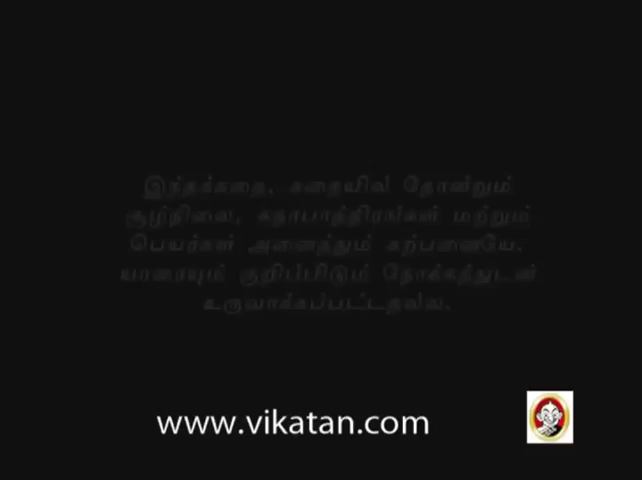 இந்தக்கதை, கதையில் தோன்றும்
சூழ்நிலை, கதாபாத்திரங்கள் மற்றும்
பெயர்கள் அனைத்தும் கற்பனையே.
யாரையும் குறிப்பிடும் நோக்கத்துடன்
உருவாக்கப்பட்டதல்ல.
www.vikatan.com